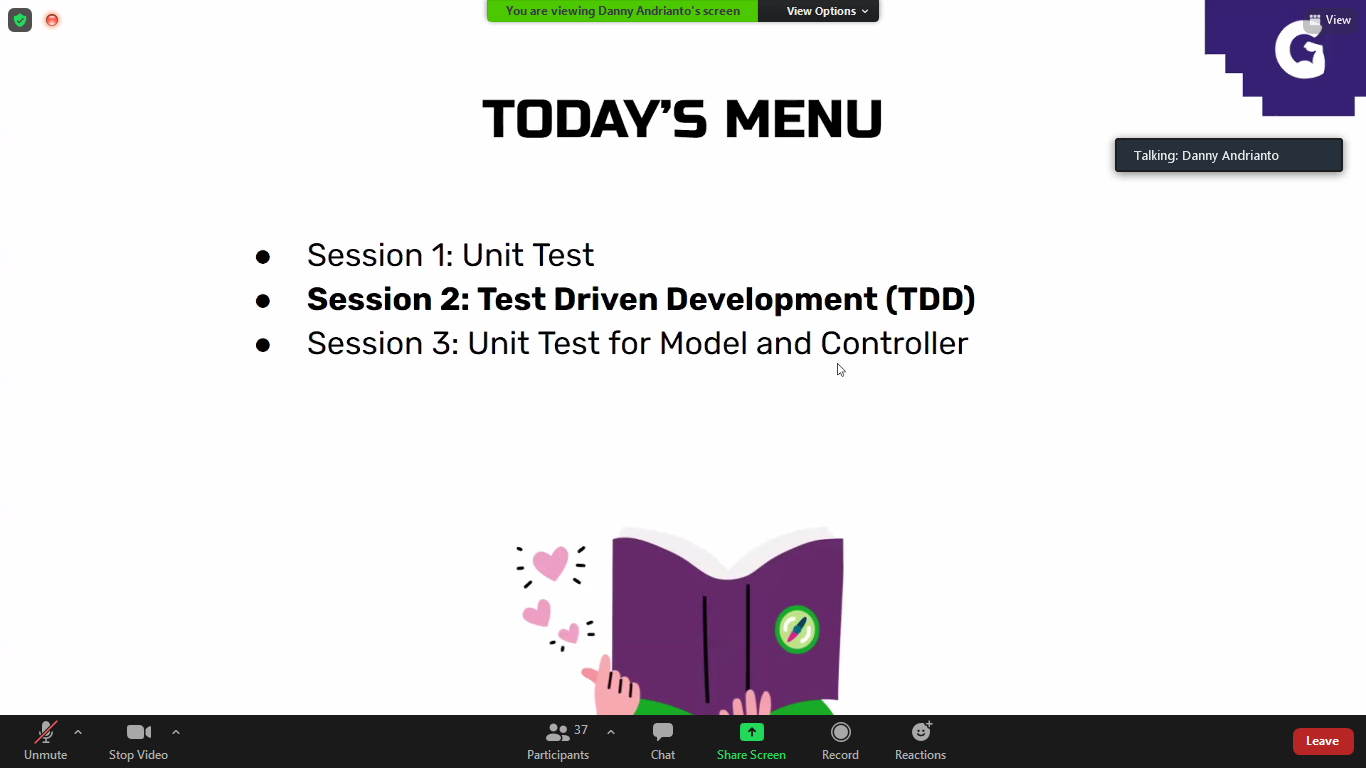 You are viewing Danny Andrianto's screen
View Options
View
G
TODAY'S MENU
Talking: Danny Andrianto
● Session 1: Unit Test
● Session 2: Test Driven Development (TDD)
● Session 3: Unit Test for Model and Controller
37
Unmute
Stop Video
Participants
Chat
Share Screen
Record
Reactions
Leave